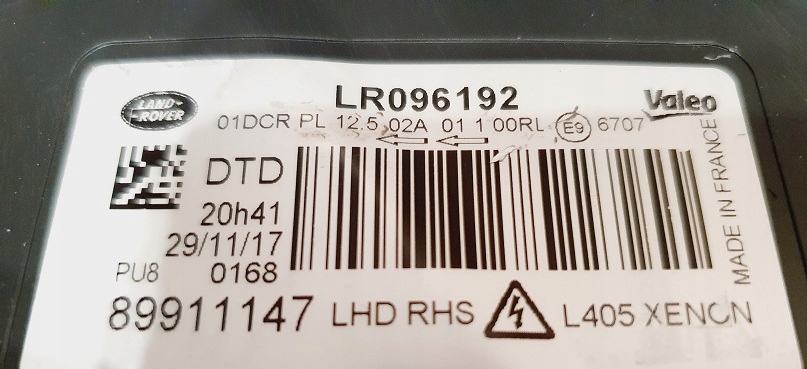 LAND-
ROVER
LR096192
Valeo
01DCR PL 12.5 02A 01 1 00RL E9 6707
DTD
20h41
29/11/17
PU8 0168
MADE IN FRANCE
89911147 LHD RHS L405 XENON